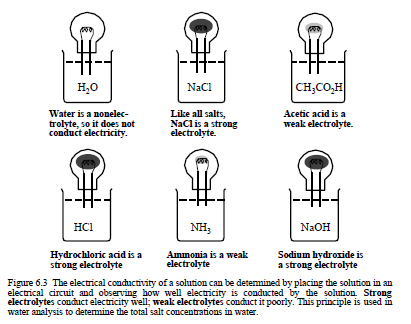 H₂O
NaCl
CH₃CO₂H
Water is a nonelec-
trolyte, so it does not
conduct electricity.
Like all salts,
NaCl is a strong
electrolyte.
Acetic acid is a
weak electrolyte.
HCl
NH₃
NaOH
Hydrochloric acid is a
strong electrolyte
Ammonia is a weak
electrolyte
Sodium hydroxide is
a strong electrolyte
Figure 6.3 The electrical conductivity of a solution can be determined by placing the solution in an
electrical circuit and observing how well electricity is conducted by the solution. Strong
electrolytes conduct electricity well; weak electrolytes conduct it poorly. This principle is used in
water analysis to determine the total salt concentrations in water.